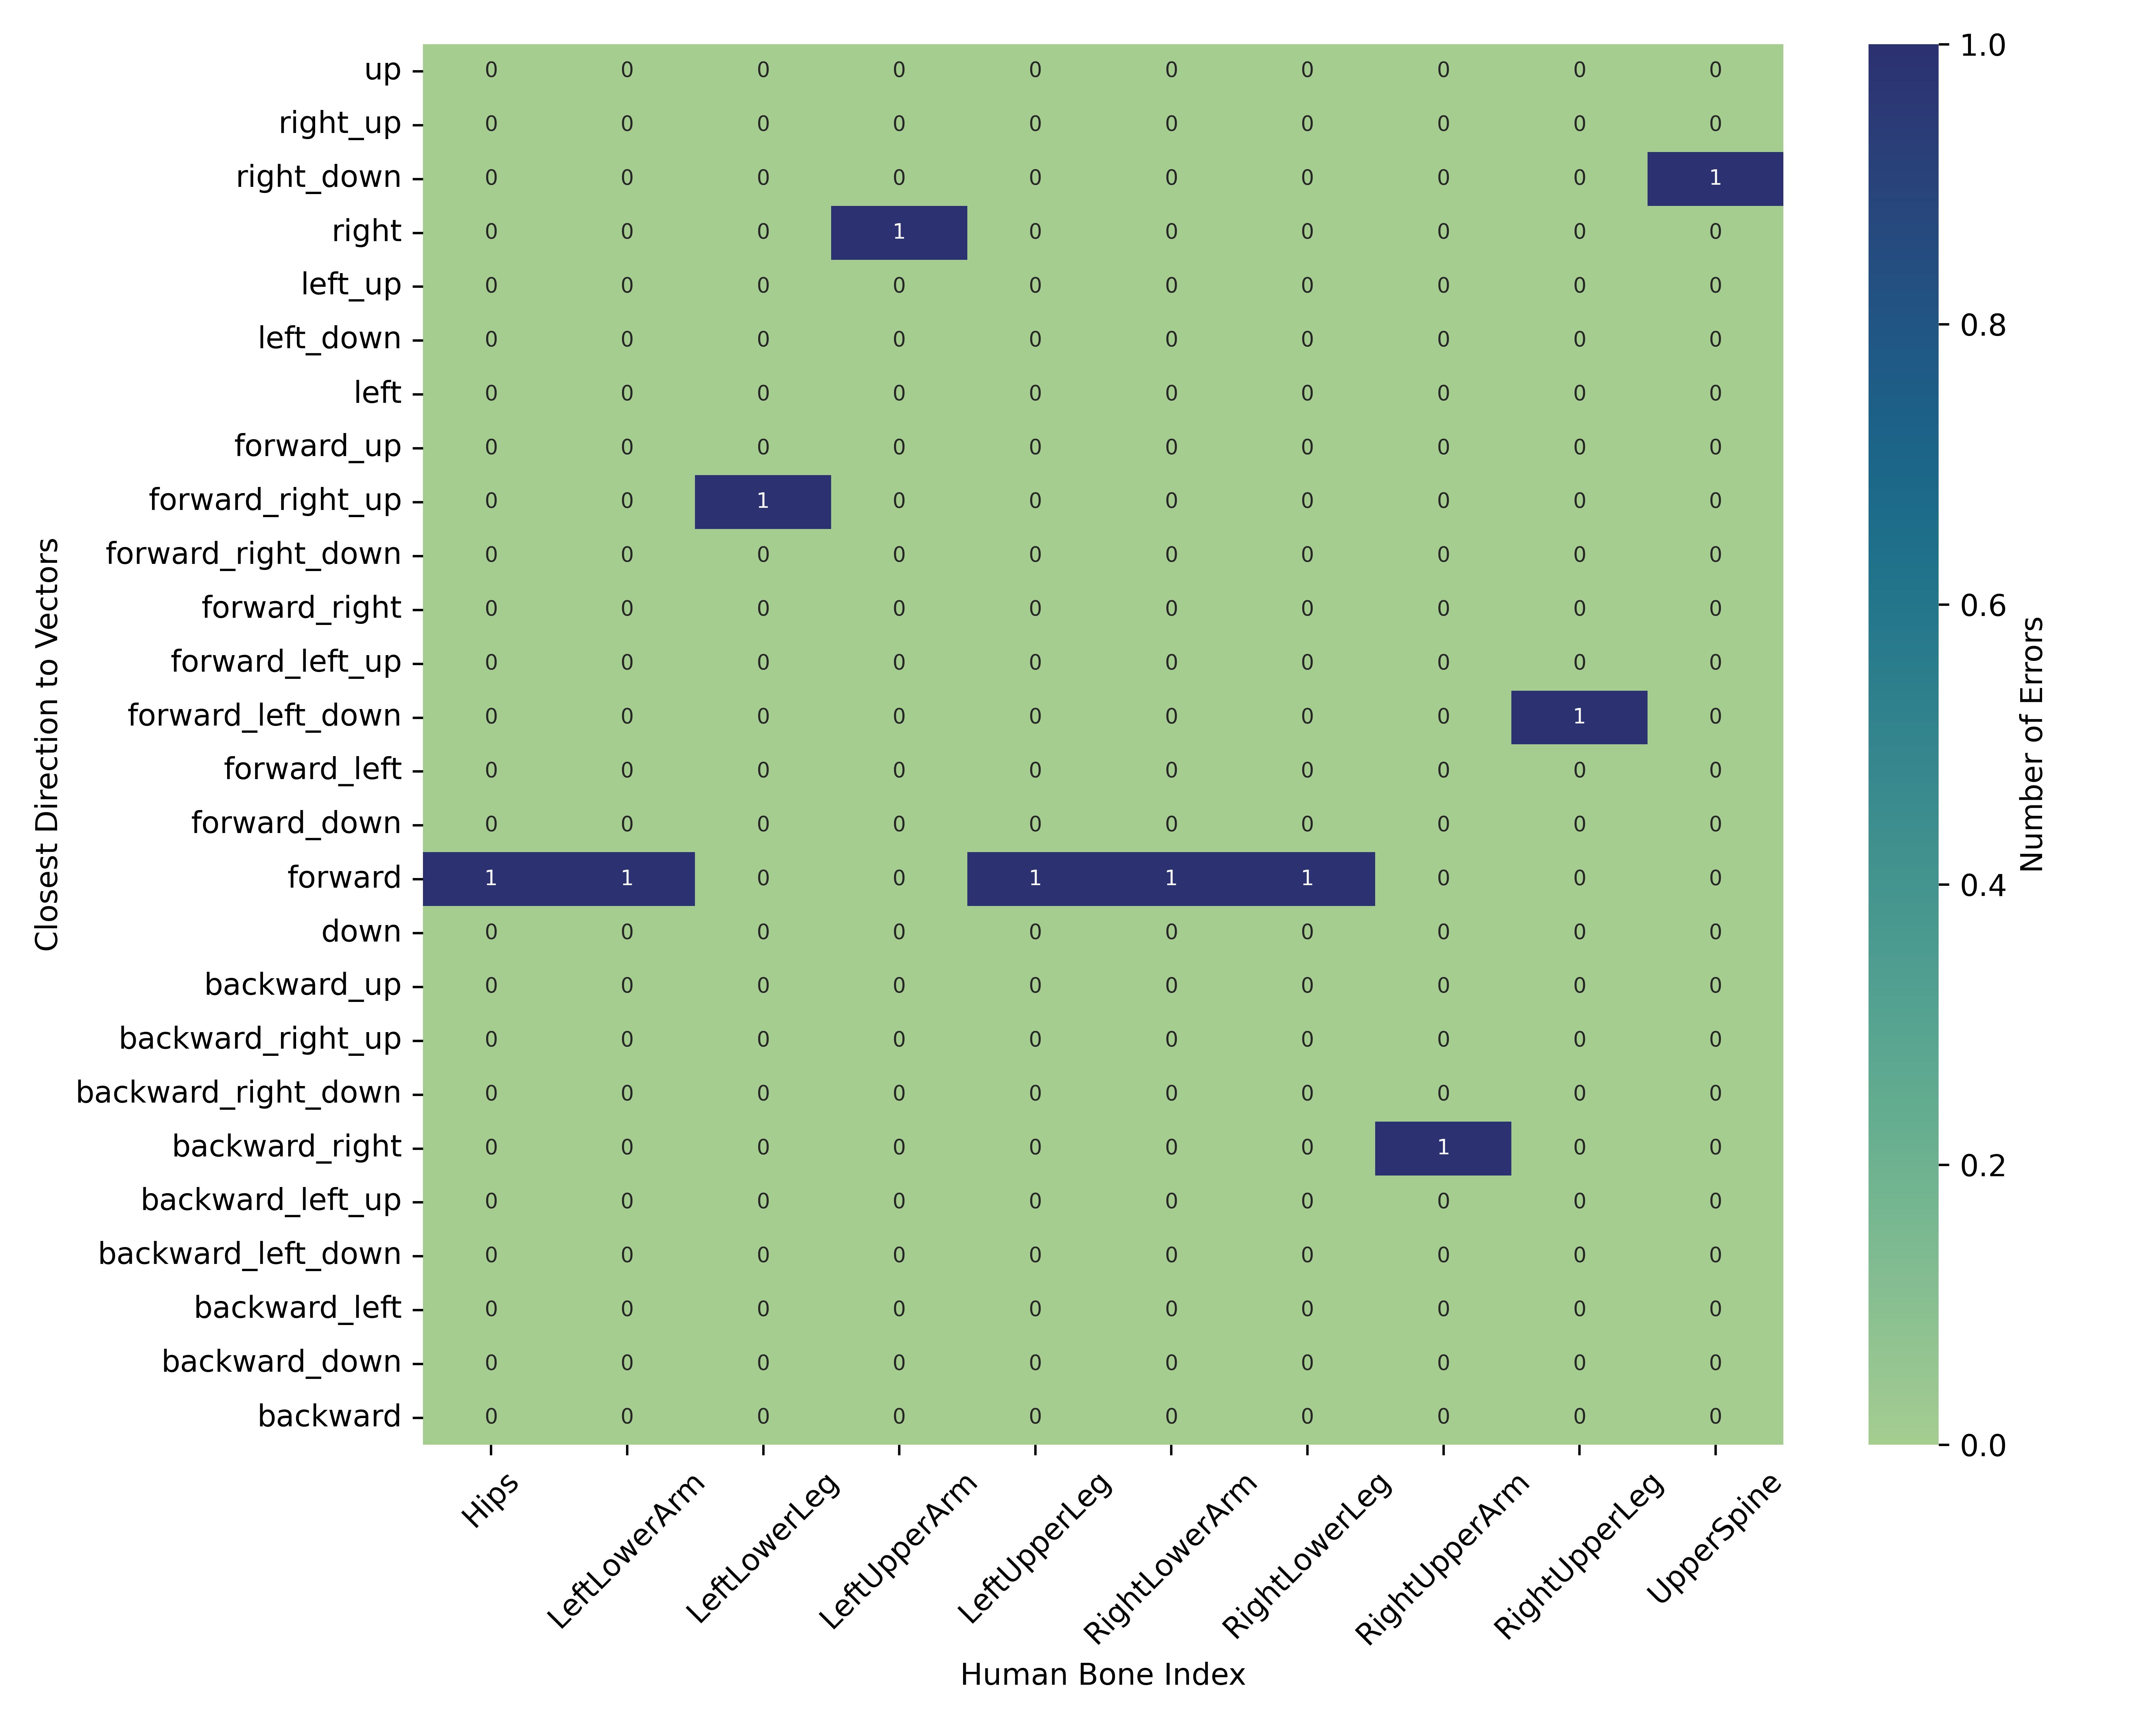 up 0 0 0 0 0 0 0 0 0 0
right_up 0 0 0 0 0 0 0 0 0 0
right_down 0 0 0 0 0 0 0 0 0 1
right 0 0 0 1 0 0 0 0 0 0
left_up 0 0 0 0 0 0 0 0 0 0
left_down 0 0 0 0 0 0 0 0 0 0
left 0 0 0 0 0 0 0 0 0 0
forward_up 0 0 0 0 0 0 0 0 0 0
forward_right_up 0 0 1 0 0 0 0 0 0 0
forward_right_down 0 0 0 0 0 0 0 0 0 0
forward_right 0 0 0 0 0 0 0 0 0 0
forward_left_up 0 0 0 0 0 0 0 0 0 0
forward_left_down 0 0 0 0 0 0 0 0 1 0
forward_left 0 0 0 0 0 0 0 0 0 0
forward_down 0 0 0 0 0 0 0 0 0 0
forward 1 1 0 0 1 1 1 0 0 0
down 0 0 0 0 0 0 0 0 0 0
backward_up 0 0 0 0 0 0 0 0 0 0
backward_right_up 0 0 0 0 0 0 0 0 0 0
backward_right_down 0 0 0 0 0 0 0 0 0 0
backward_right 0 0 0 0 0 0 0 1 0 0
backward_left_up 0 0 0 0 0 0 0 0 0 0
backward_left_down 0 0 0 0 0 0 0 0 0 0
backward_left 0 0 0 0 0 0 0 0 0 0
backward_down 0 0 0 0 0 0 0 0 0 0
backward 0 0 0 0 0 0 0 0 0 0
Closest Direction to Vectors
Hips
LeftLowerArm
LeftLowerLeg
LeftUpperArm
LeftUpperLeg
RightLowerArm
RightLowerLeg
RightUpperArm
RightUpperLeg
UpperSpine
Human Bone Index
1.0
0.8
0.6
0.4
0.2
0.0
Number of Errors